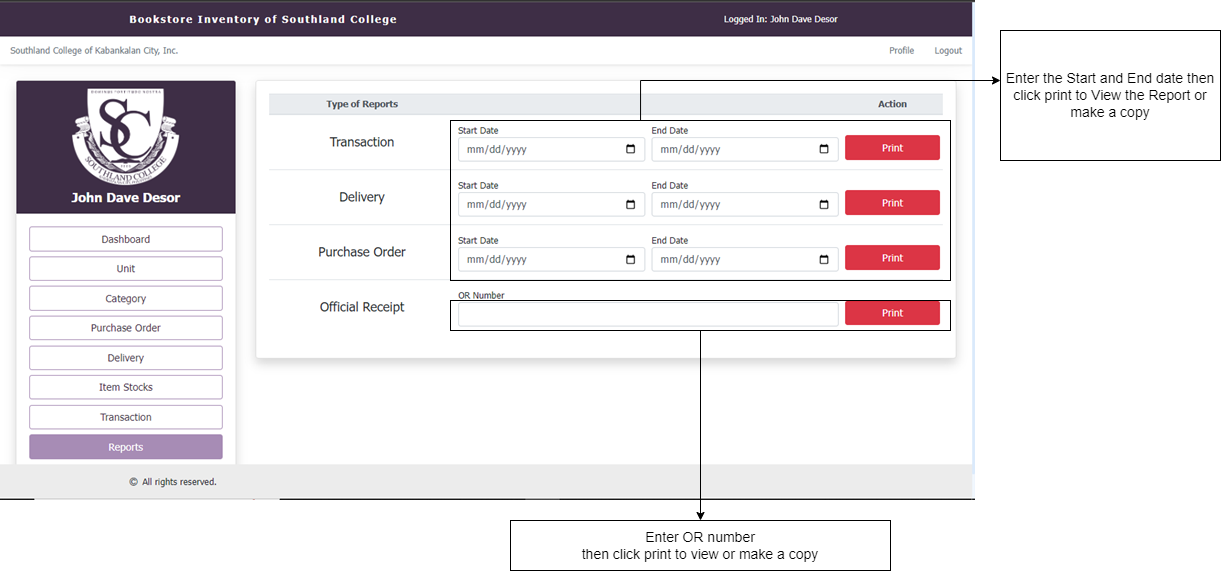 Bookstore Inventory of Southland College
Logged In: John Dave Desor
Southland College of Kabankalan City, Inc.
Profile
Logout
SC
SOUTHLAND COLLEGE
John Dave Desor
Dashboard
Unit
Category
Purchase Order
Delivery
Item Stocks
Transaction
Reports
Type of Reports
Action
Transaction
Start Date
End Date
mm/dd/yyyy
mm/dd/yyyy
Print
Delivery
Start Date
End Date
mm/dd/yyyy
mm/dd/yyyy
Print
Purchase Order
Start Date
End Date
mm/dd/yyyy
mm/dd/yyyy
Print
Official Receipt
OR Number
Print
© All rights reserved.
Enter the Start and End date then
click print to View the Report or
make a copy
Enter OR number
then click print to view or make a copy